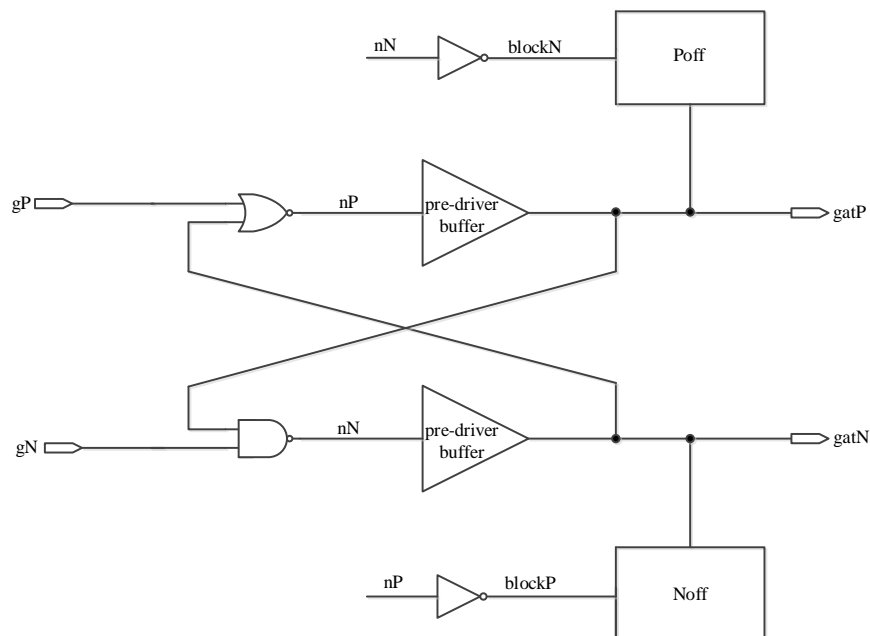 nN
blockN
Poff
gP
nP
pre-driver
buffer
gatP
gN
nN
pre-driver
buffer
gatN
nP
blockP
Noff